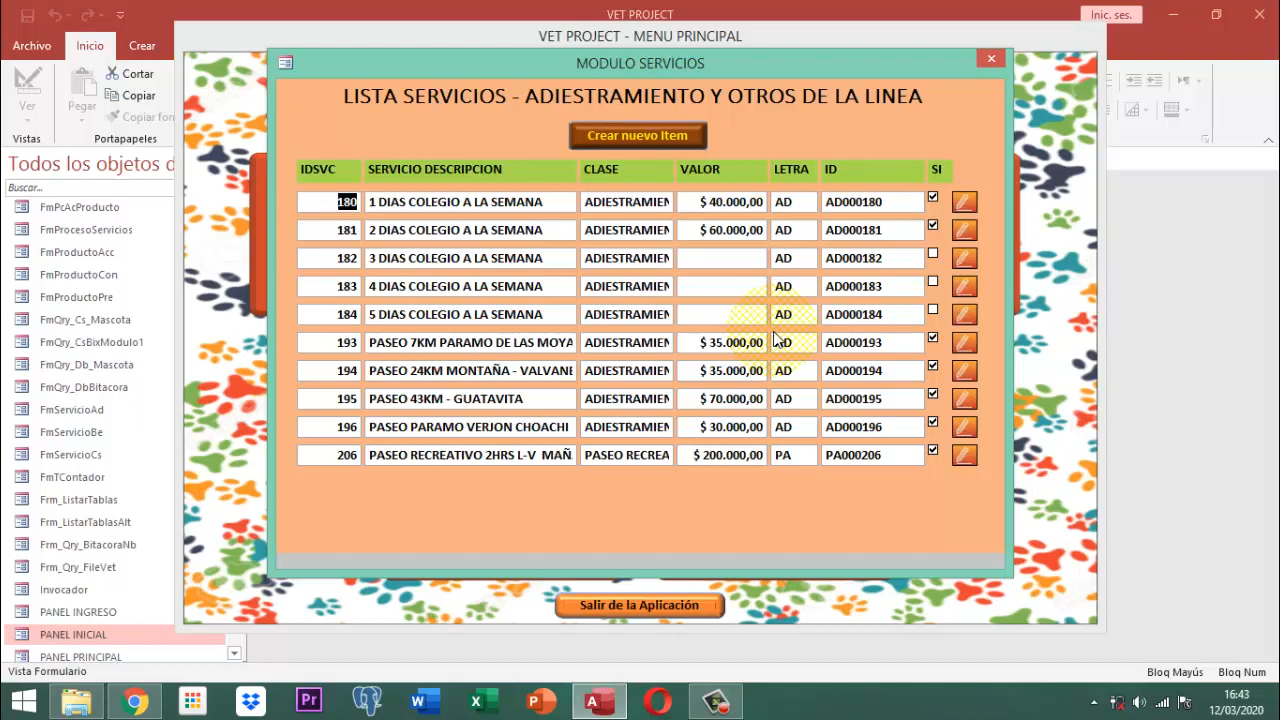 VET PROJECT
Inic. ses.
Archivo Inicio Crear
VET PROJECT - MENU PRINCIPAL
Ver
Pegar
Cortar
Copiar
Copiar for
Vistas Portapapeles
Todos los objetos d
Buscar...
FmPcAcProducto
FmProcesoServicios
FmProductoAcc
FmProductoCon
FmProductoPre
FmQry_Cs_Mascota
FmQry_CsBixModulo1
FmQry_Db_Mascota
FmQry_DbBitacora
FmServicioAd
FmServicioBe
FmServicioCs
FmTContador
Frm_ListarTablas
Frm_ListarTablasAlt
Frm_Qry_BitacoraNb
Frm_Qry_FileVet
Invocador
PANEL INGRESO
PANEL INICIAL
PANEL PRINCIPAL
MODULO SERVICIOS
LISTA SERVICIOS - ADIESTRAMIENTO Y OTROS DE LA LINEA
Crear nuevo Item
IDSVC SERVICIO DESCRIPCION CLASE VALOR LETRA ID SI
180 1 DIAS COLEGIO A LA SEMANA ADIESTRAMIEN $ 40.000,00 AD AD000180
181 2 DIAS COLEGIO A LA SEMANA ADIESTRAMIEN $ 60.000,00 AD AD000181
182 3 DIAS COLEGIO A LA SEMANA ADIESTRAMIEN AD AD000182
183 4 DIAS COLEGIO A LA SEMANA ADIESTRAMIEN AD AD000183
184 5 DIAS COLEGIO A LA SEMANA ADIESTRAMIEN AD AD000184
193 PASEO 7KM PARAMO DE LAS MOYA ADIESTRAMIEN $ 35.000,00 AD AD000193
194 PASEO 24KM MONTAÑA - VALVANE ADIESTRAMIEN $ 35.000,00 AD AD000194
195 PASEO 43KM - GUATAVITA ADIESTRAMIEN $ 70.000,00 AD AD000195
196 PASEO PARAMO VERJON CHOACHI ADIESTRAMIEN $ 30.000,00 AD AD000196
206 PASEO RECREATIVO 2HRS L-V MAÑ PASEO RECREA $ 200.000,00 PA PA000206
Salir de la Aplicación
Vista Formulario
Bloq Mayús Bloq Num
16:43
12/03/2020